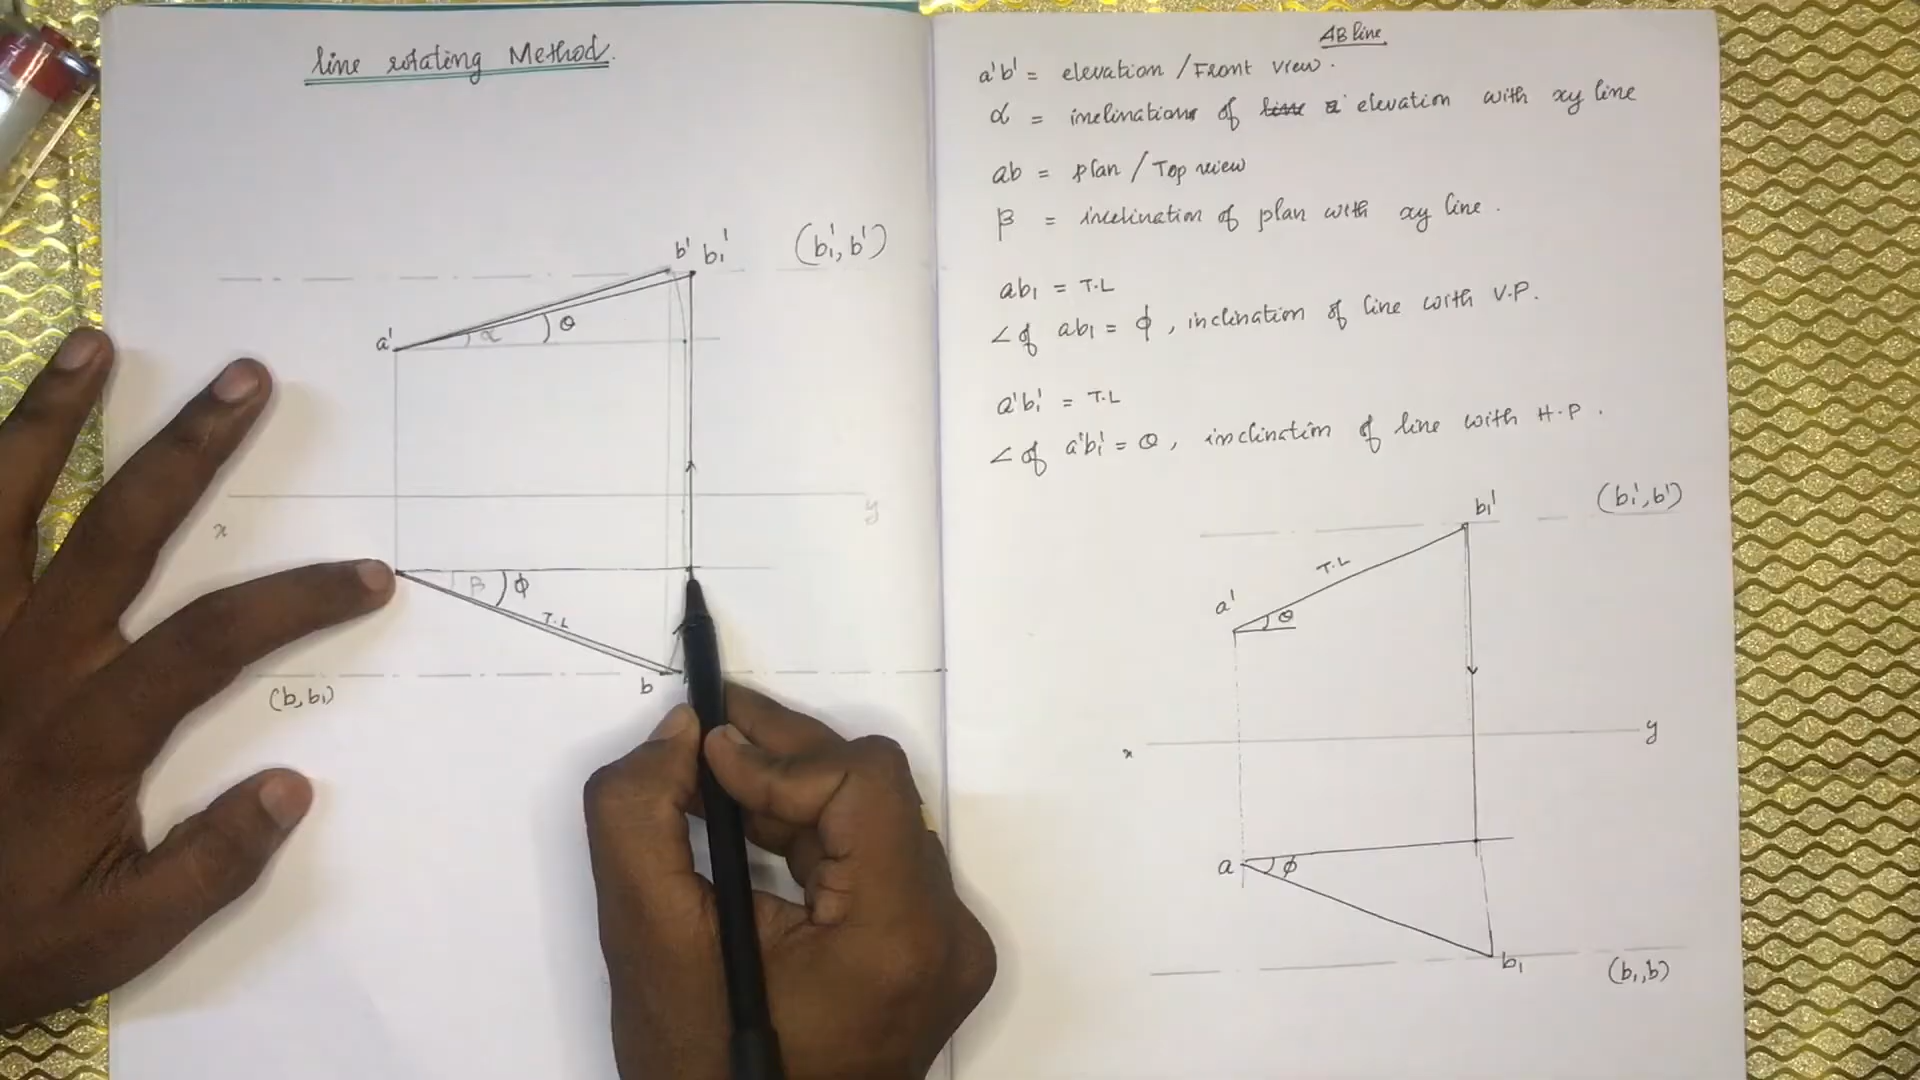 line rotating Method.
b' b₁' (b₁', b')
a' α θ
x y
β φ
T.L
b
(b, b₁)
AB line
a'b' = elevation / Front view.
α = inclinations of elevation with xy line
ab = plan / Top view
β = inclination of plan with xy line.
ab₁ = T.L
∠ of ab₁ = φ, inclination of line with V.P.
a'b₁' = T.L
∠ of a'b₁' = θ, inclination of line with H.P.
b₁' (b₁', b')
T.L
a' θ
x y
a φ
b₁ (b₁, b)